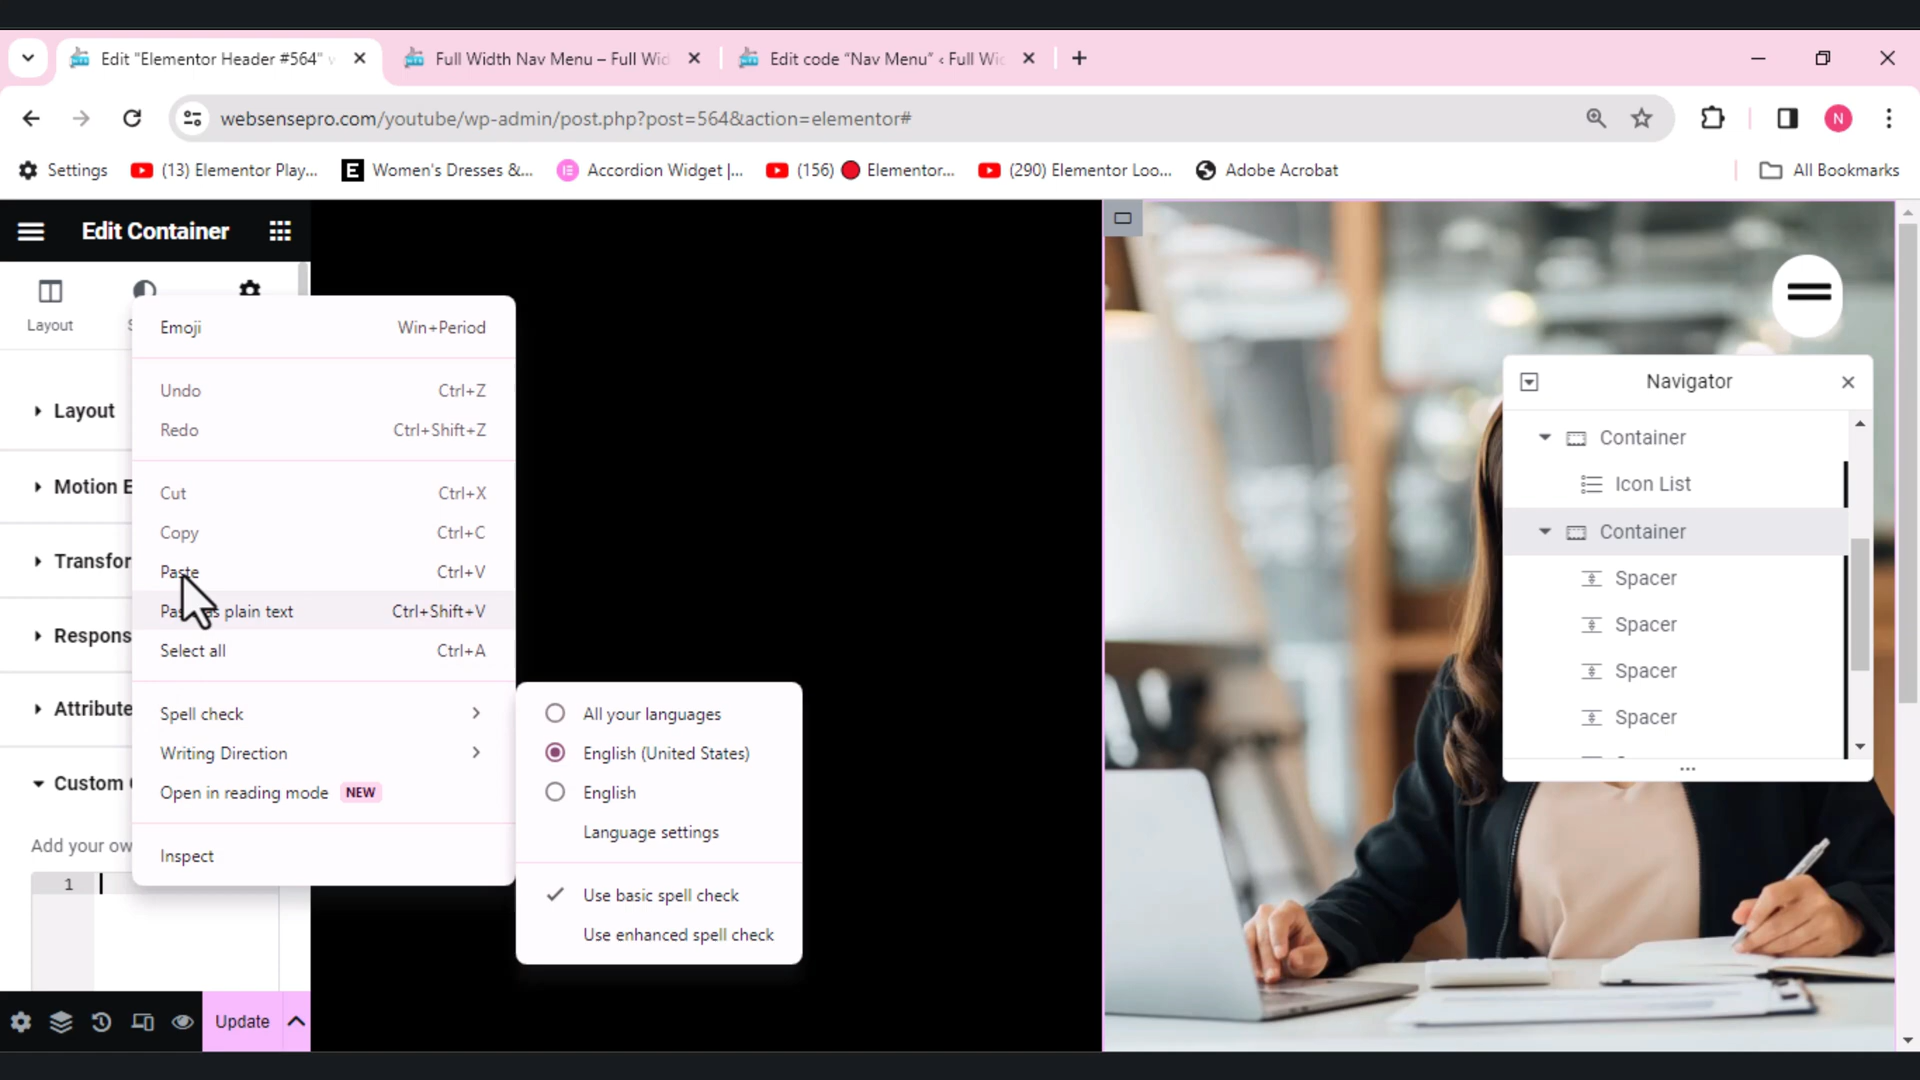 Edit "Elementor Header #564" w
Full Width Nav Menu – Full Wid
Edit code “Nav Menu” ‹ Full Wid
websensepro.com/youtube/wp-admin/post.php?post=564&action=elementor#
N
Settings
(13) Elementor Play...
E
Women's Dresses &...
Accordion Widget |...
(156)
Elementor...
(290) Elementor Loo...
Adobe Acrobat
All Bookmarks
Edit Container
Layout
S
Layout
Motion E
Transfor
Respons
Attribute
Custom
Add your ow
1
Update
Emoji Win+Period
Undo Ctrl+Z
Redo Ctrl+Shift+Z
Cut Ctrl+X
Copy Ctrl+C
Paste Ctrl+V
Paste as plain text Ctrl+Shift+V
Select all Ctrl+A
Spell check
Writing Direction
Open in reading mode NEW
Inspect
All your languages
English (United States)
English
Language settings
Use basic spell check
Use enhanced spell check
Navigator
Container
Icon List
Container
Spacer
Spacer
Spacer
Spacer